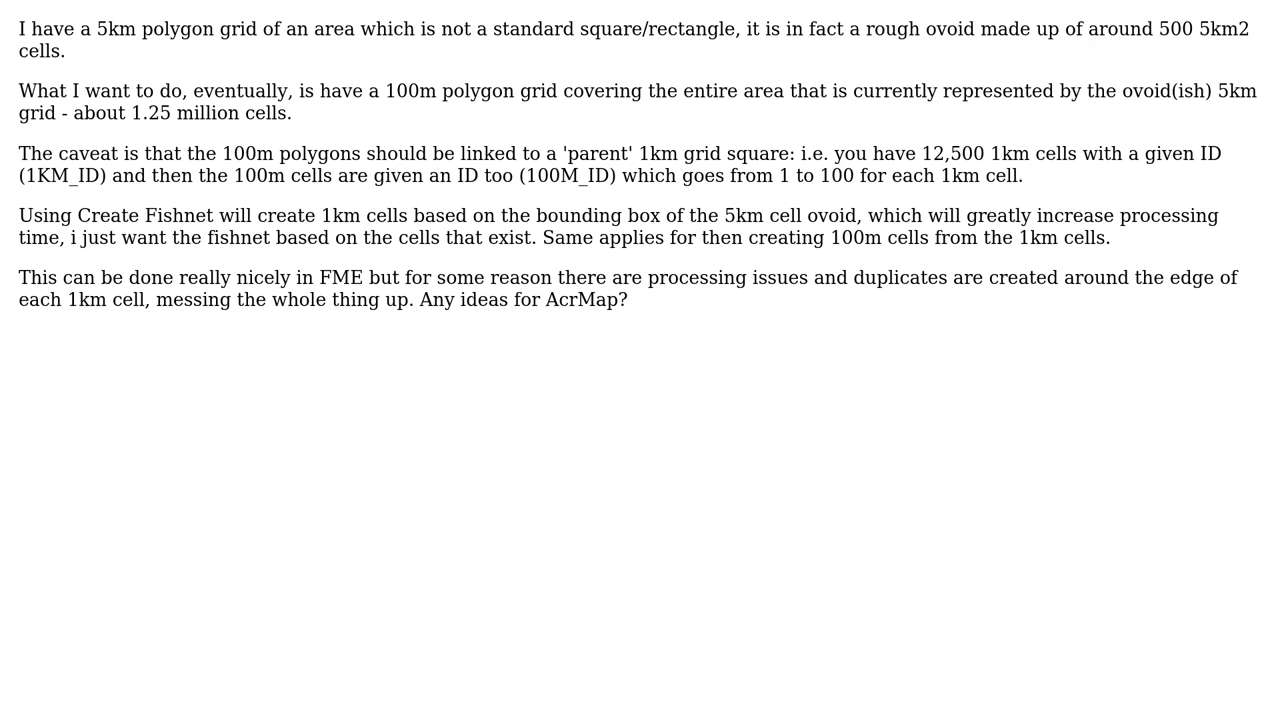 I have a 5km polygon grid of an area which is not a standard square/rectangle, it is in fact a rough ovoid made up of around 500 5km2
cells.
What I want to do, eventually, is have a 100m polygon grid covering the entire area that is currently represented by the ovoid(ish) 5km
grid - about 1.25 million cells.
The caveat is that the 100m polygons should be linked to a 'parent' 1km grid square: i.e. you have 12,500 1km cells with a given ID
(1KM_ID) and then the 100m cells are given an ID too (100M_ID) which goes from 1 to 100 for each 1km cell.
Using Create Fishnet will create 1km cells based on the bounding box of the 5km cell ovoid, which will greatly increase processing
time, i just want the fishnet based on the cells that exist. Same applies for then creating 100m cells from the 1km cells.
This can be done really nicely in FME but for some reason there are processing issues and duplicates are created around the edge of
each 1km cell, messing the whole thing up. Any ideas for AcrMap?